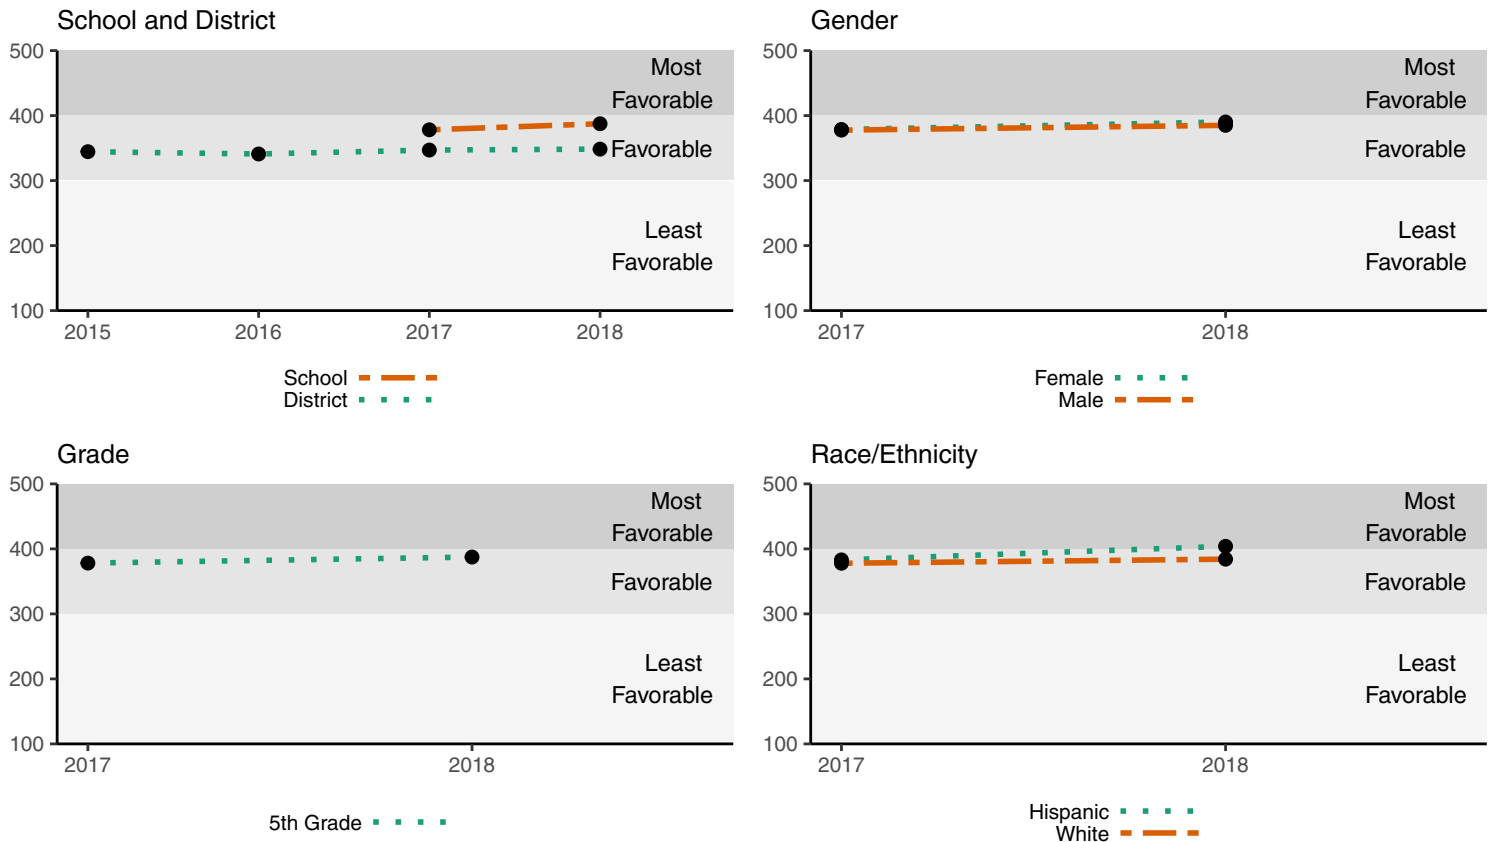 School and District
500
400
300
200
100
Most
Favorable
Favorable
Least
Favorable
2015 2016 2017 2018
School
District
Gender
500
400
300
200
100
Most
Favorable
Favorable
Least
Favorable
2017 2018
Female
Male
Grade
500
400
300
200
100
Most
Favorable
Favorable
Least
Favorable
2017 2018
5th Grade
Race/Ethnicity
500
400
300
200
100
Most
Favorable
Favorable
Least
Favorable
2017 2018
Hispanic
White